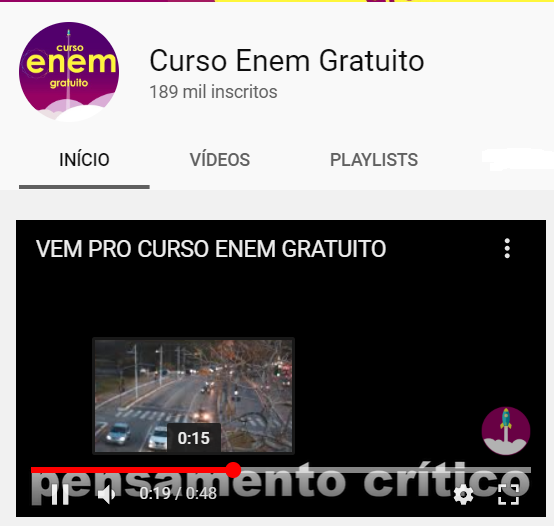 curso
enem
gratuito
Curso Enem Gratuito
189 mil inscritos
INÍCIO VÍDEOS PLAYLISTS
VEM PRO CURSO ENEM GRATUITO
0:15
pensamento crítico
0:19 / 0:48